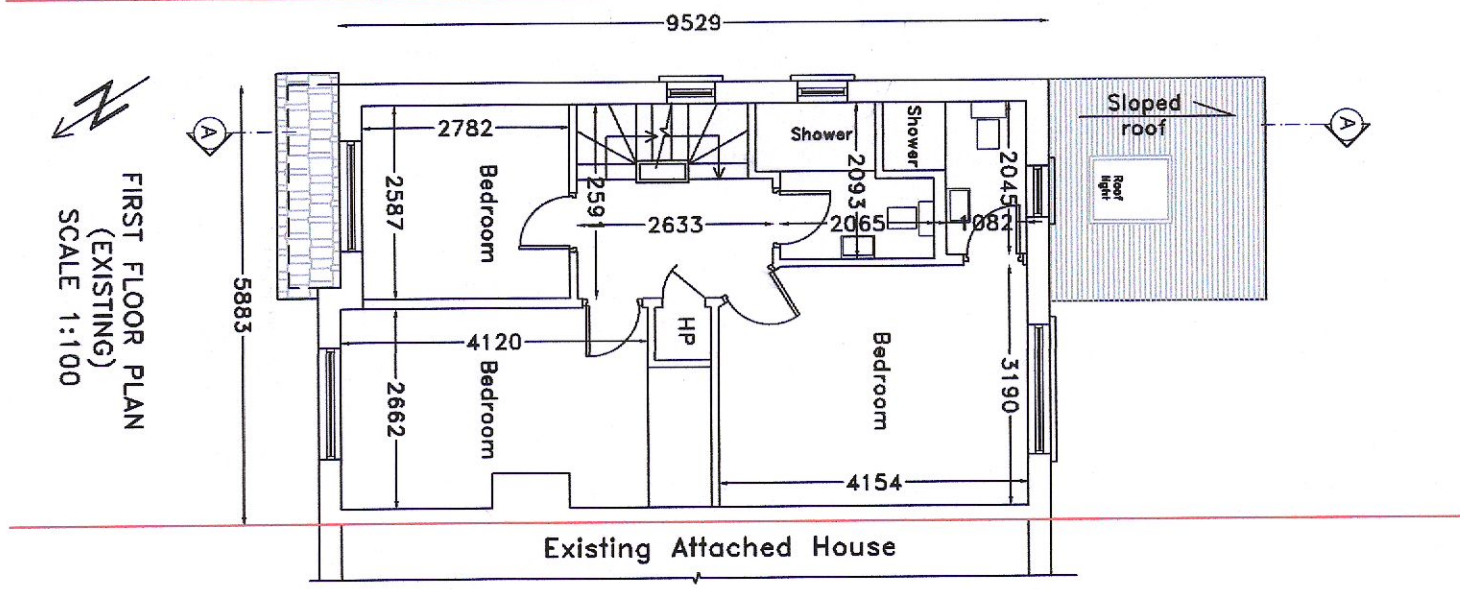 9529
Sloped
roof
A
A
2782
Shower
Shower
Roof
light
Bedroom
2587
259
2093
2045
2633
2065
1082
FIRST FLOOR PLAN
(EXISTING)
SCALE 1:100
5883
4120
HP
Bedroom
2662
Bedroom
3190
4154
Existing Attached House